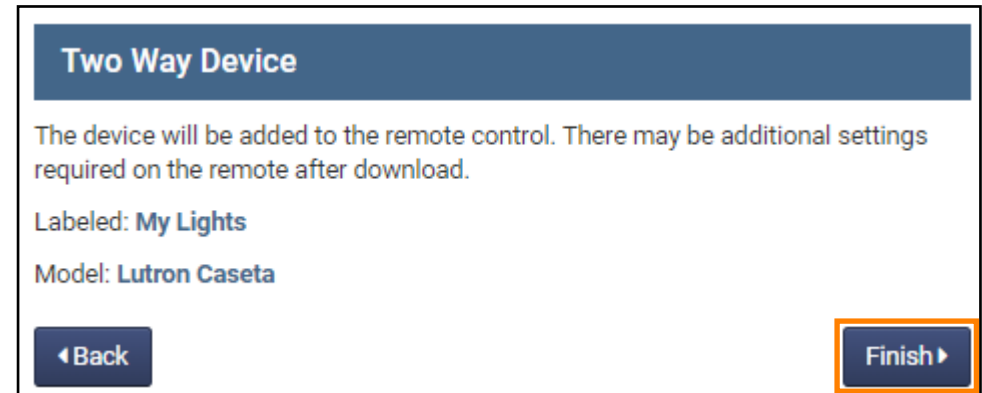 Two Way Device
The device will be added to the remote control. There may be additional settings
required on the remote after download.
Labeled: My Lights
Model: Lutron Caseta
Back
Finish